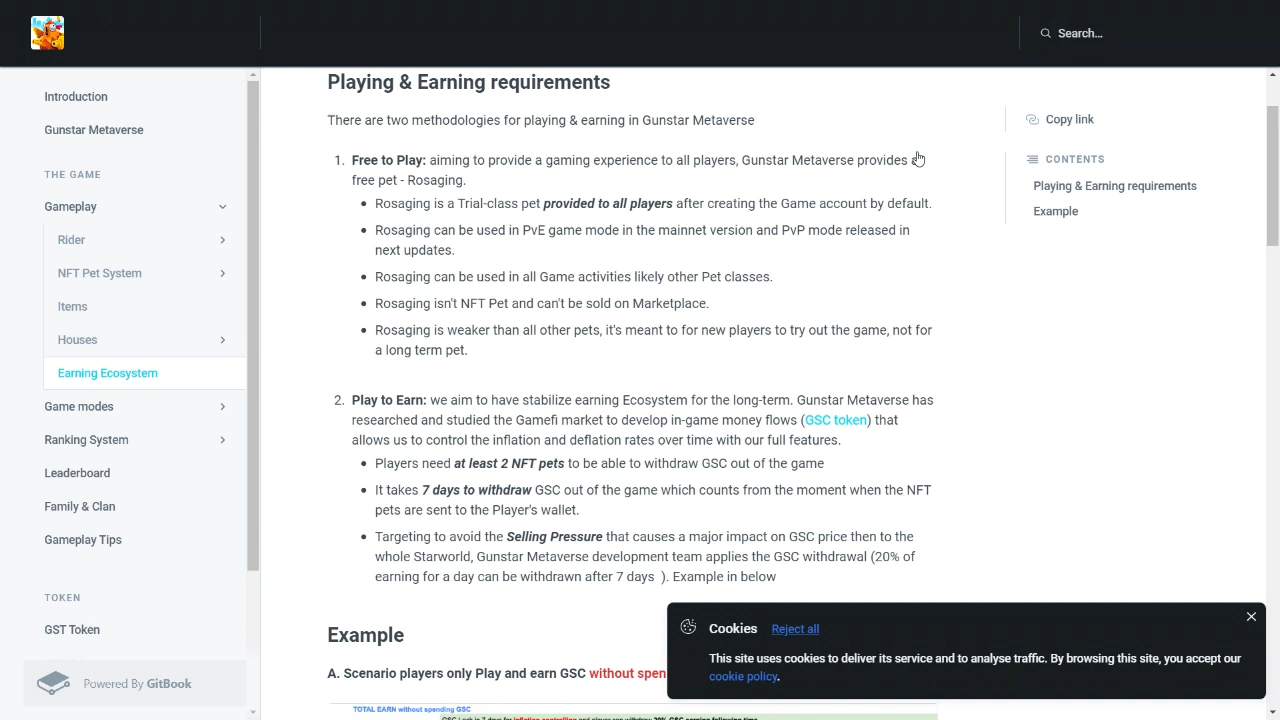 Search...
Introduction
Gunstar Metaverse
THE GAME
Gameplay
Rider
NFT Pet System
Items
Houses
Earning Ecosystem
Game modes
Ranking System
Leaderboard
Family & Clan
Gameplay Tips
TOKEN
GST Token
Powered By GitBook
Playing & Earning requirements
There are two methodologies for playing & earning in Gunstar Metaverse
1. Free to Play: aiming to provide a gaming experience to all players, Gunstar Metaverse provides
free pet - Rosaging.
• Rosaging is a Trial-class pet provided to all players after creating the Game account by default.
• Rosaging can be used in PvE game mode in the mainnet version and PvP mode released in
next updates.
• Rosaging can be used in all Game activities likely other Pet classes.
• Rosaging isn't NFT Pet and can't be sold on Marketplace.
• Rosaging is weaker than all other pets, it's meant to for new players to try out the game, not for
a long term pet.
2. Play to Earn: we aim to have stabilize earning Ecosystem for the long-term. Gunstar Metaverse has
researched and studied the Gamefi market to develop in-game money flows (GSC token) that
allows us to control the inflation and deflation rates over time with our full features.
• Players need at least 2 NFT pets to be able to withdraw GSC out of the game
• It takes 7 days to withdraw GSC out of the game which counts from the moment when the NFT
pets are sent to the Player's wallet.
• Targeting to avoid the Selling Pressure that causes a major impact on GSC price then to the
whole Starworld, Gunstar Metaverse development team applies the GSC withdrawal (20% of
earning for a day can be withdrawn after 7 days ). Example in below
Example
A. Scenario players only Play and earn GSC without spen
TOTAL EARN without spending GSC
Copy link
CONTENTS
Playing & Earning requirements
Example
Cookies Reject all
This site uses cookies to deliver its service and to analyse traffic. By browsing this site, you accept our
cookie policy.